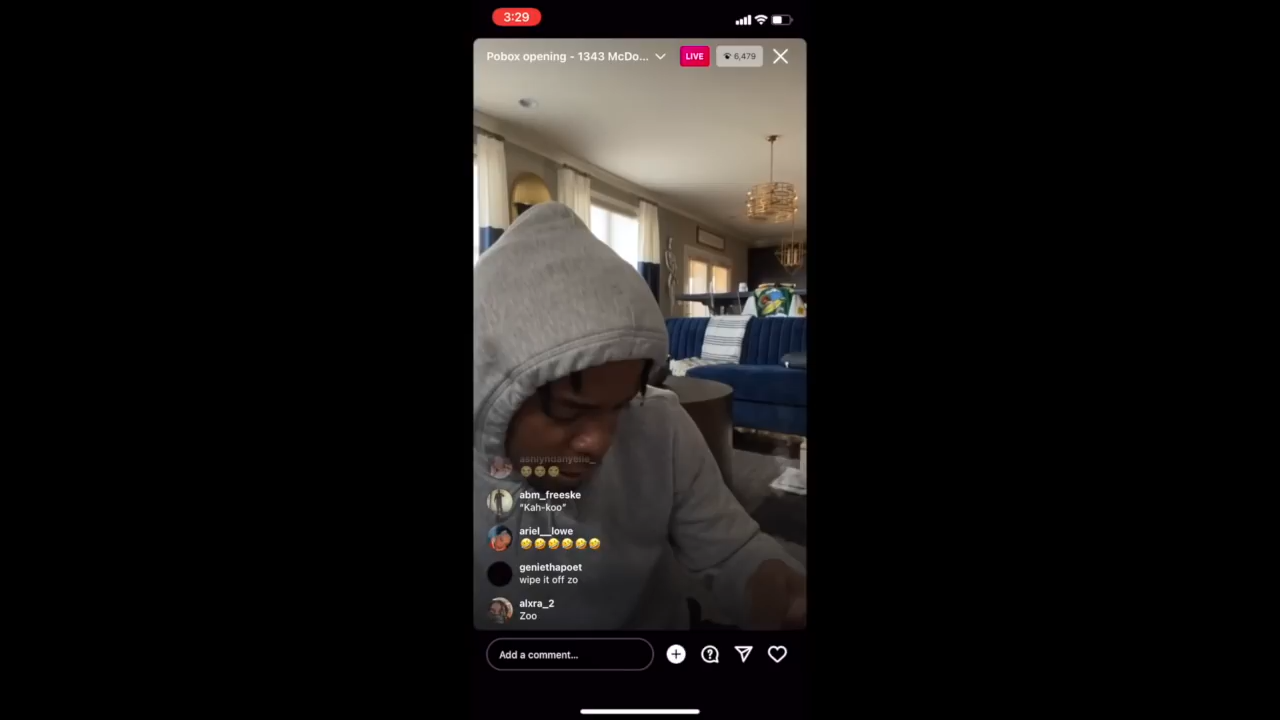 3:29
Pobox opening - 1343 McDo...
LIVE
6,479
ashlyndanyelle_
abm_freeske
"Kah-koo"
ariel__lowe
geniethapoet
wipe it off zo
alxra_2
Zoo
Add a comment...